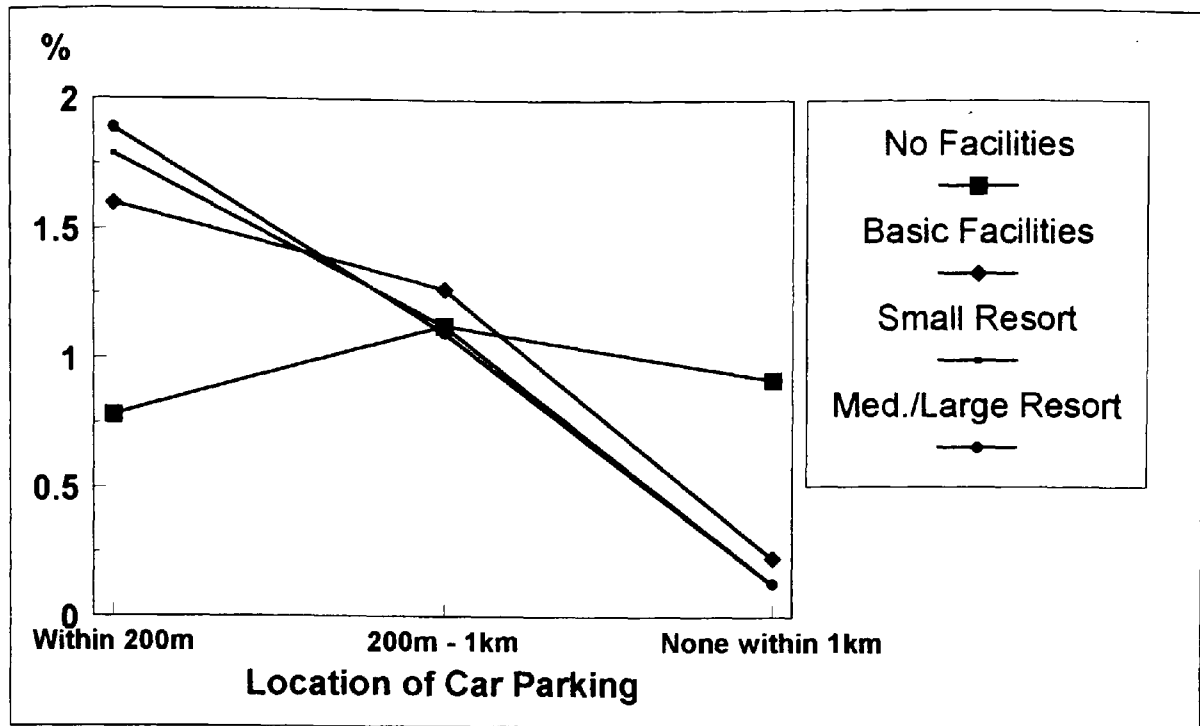 %
2
1.5
1
0.5
0
Within 200m 200m - 1km None within 1km
Location of Car Parking
No Facilities
Basic Facilities
Small Resort
Med./Large Resort